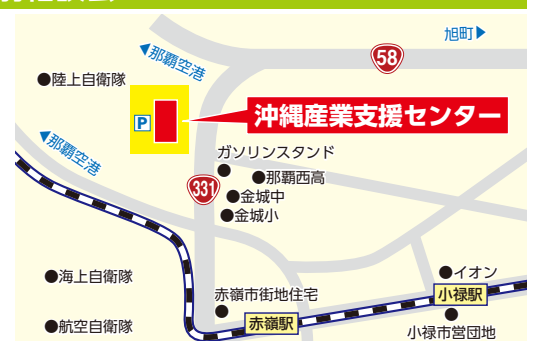 旭町▶
58
◀那覇空港
●陸上自衛隊
P
沖縄産業支援センター
◀那覇空港
ガソリンスタンド
●那覇西高
331
●金城中
●金城小
●海上自衛隊
●イオン
赤嶺市街地住宅
小禄駅
赤嶺駅
●航空自衛隊
小禄市営団地